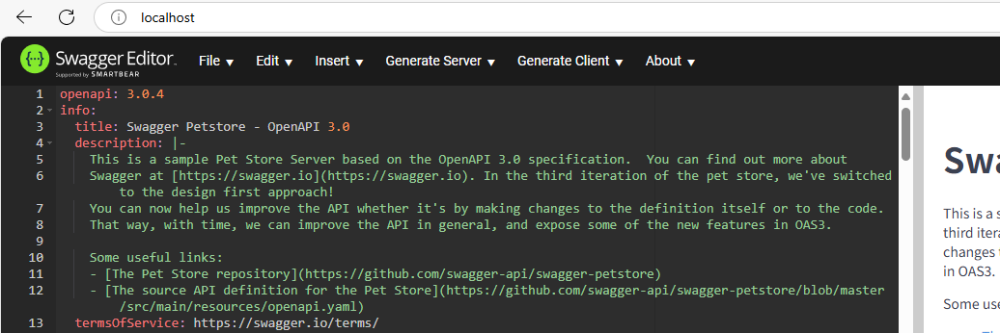 localhost
Swagger Editor
Supported by SMARTBEAR
File Edit Insert Generate Server Generate Client About
1 openapi: 3.0.4
2 info:
3 title: Swagger Petstore - OpenAPI 3.0
4 description: |-
5 This is a sample Pet Store Server based on the OpenAPI 3.0 specification.  You can find out more about
6 Swagger at [https://swagger.io](https://swagger.io). In the third iteration of the pet store, we've switched
to the design first approach!
7 You can now help us improve the API whether it's by making changes to the definition itself or to the code.
8 That way, with time, we can improve the API in general, and expose some of the new features in OAS3.
9
10 Some useful links:
11 - [The Pet Store repository](https://github.com/swagger-api/swagger-petstore)
12 - [The source API definition for the Pet Store](https://github.com/swagger-api/swagger-petstore/blob/master
/src/main/resources/openapi.yaml)
13 termsOfService: https://swagger.io/terms/
Swa
This is a s
third itera
changes t
in OAS3.
Some use